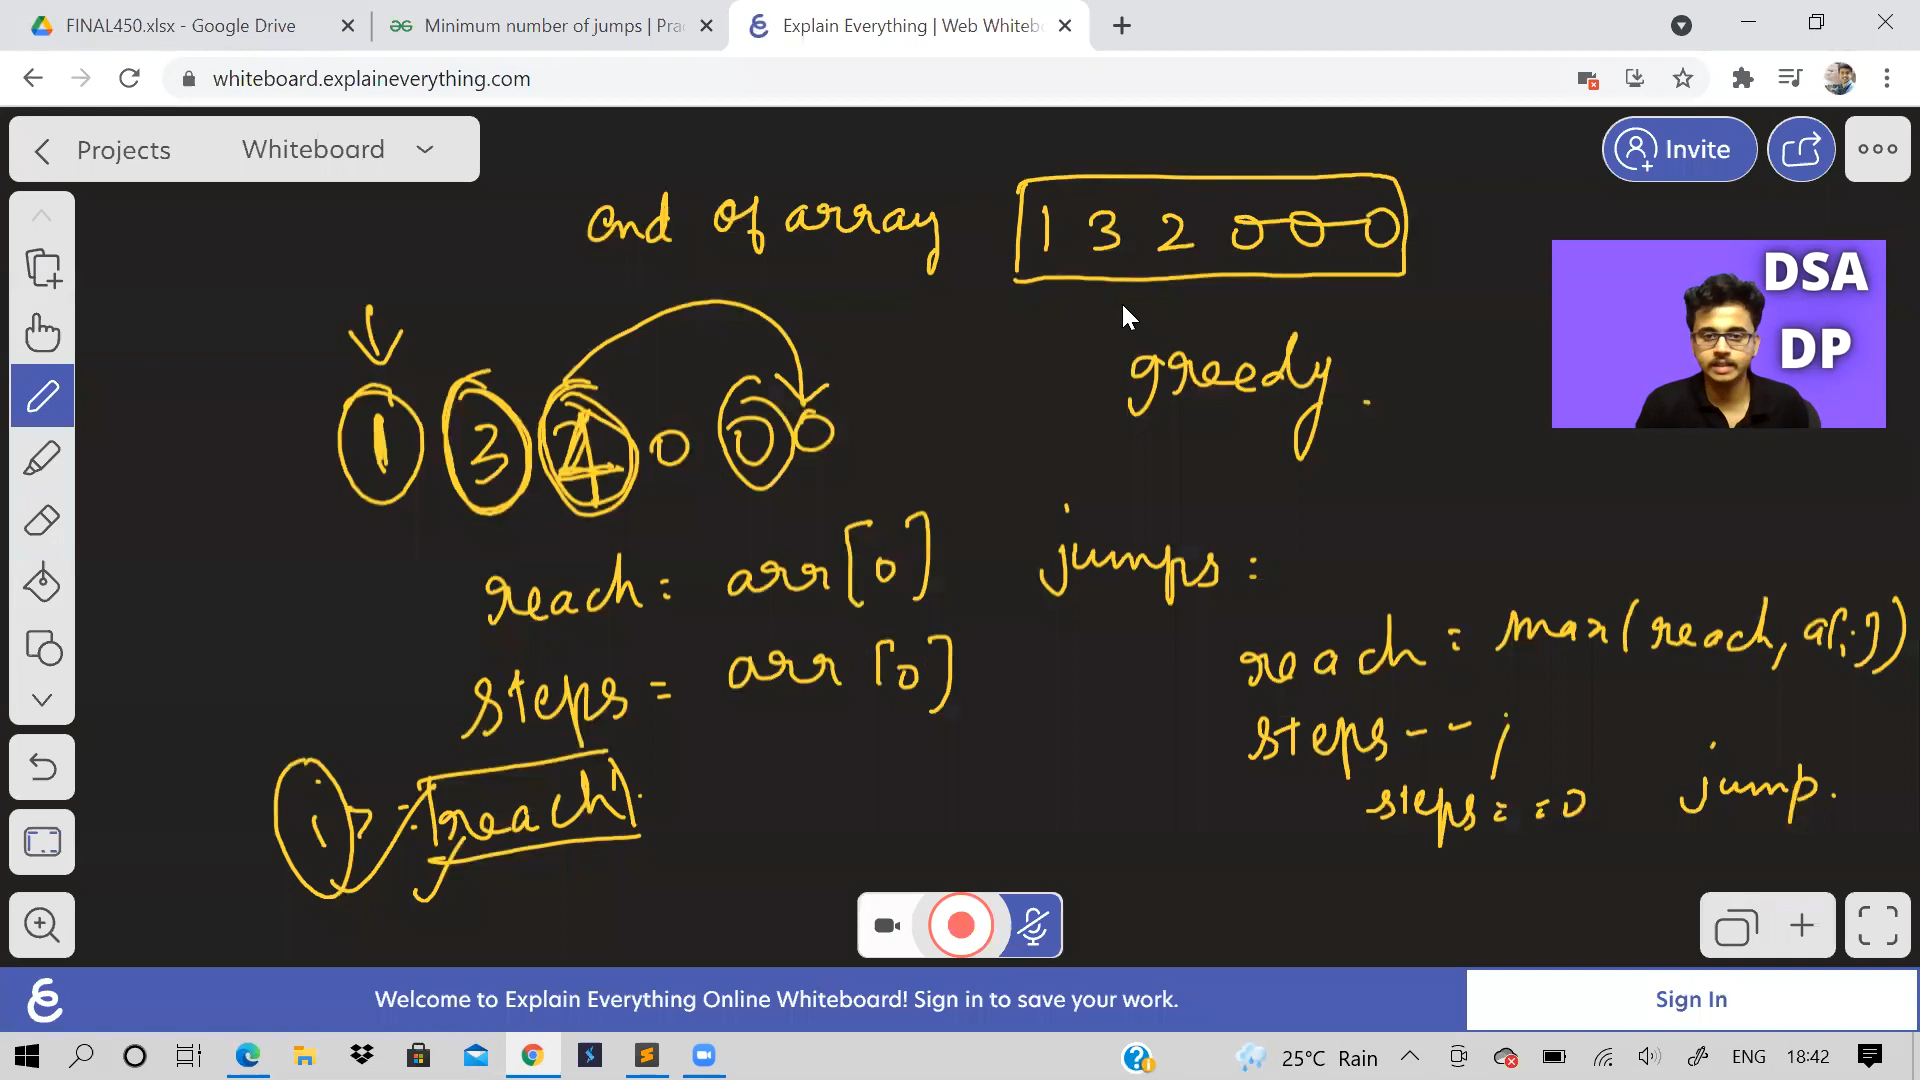 FINAL450.xlsx - Google Drive
Minimum number of jumps | Prac
Explain Everything | Web Whiteb
whiteboard.explaineverything.com
Projects
Whiteboard
Invite
end of array
1 3 2 0 0 0
DSA
DP
greedy.
1 3 0 0 0
reach: arr[0]
jumps:
steps = arr[0]
reach = max(reach, a[i])
steps--;
steps==0
jump.
i >= reach
Welcome to Explain Everything Online Whiteboard! Sign in to save your work.
Sign In
25°C Rain
ENG
18:42